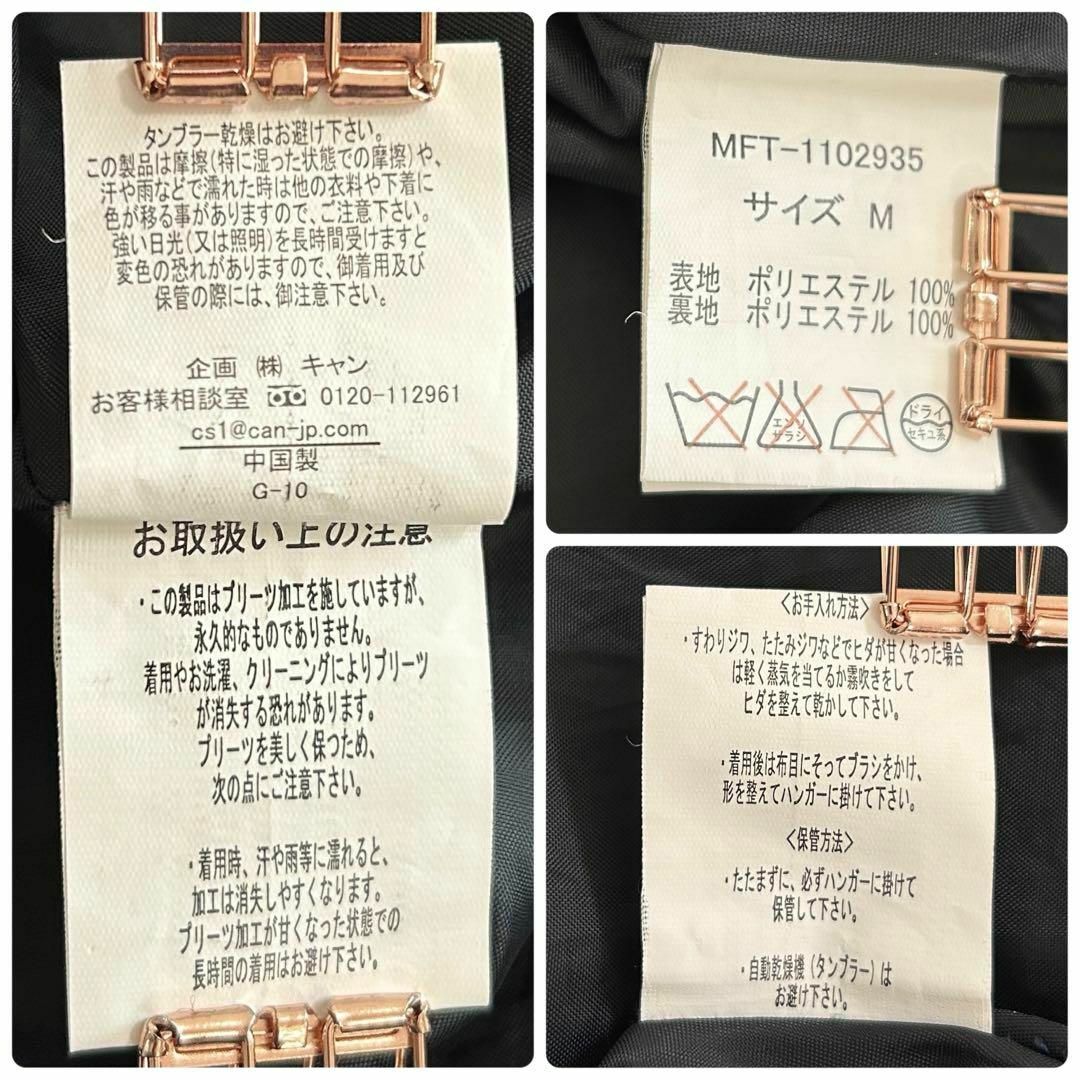 タンブラー乾燥はお避け下さい。
この製品は摩擦(特に湿った状態での摩擦)や、
汗や雨などで濡れた時は他の衣料や下着に
色が移る事がありますので、ご注意下さい。
強い日光(又は照明)を長時間受けますと
変色の恐れがありますので、御着用及び
保管の際には、御注意下さい。
企画 ㈱ キャン
お客様相談室 0120-112961
cs1@can-jp.com
中国製
G-10
お取扱い上の注意
・この製品はプリーツ加工を施していますが、
永久的なものでありません。
着用やお洗濯、クリーニングによりプリーツ
が消失する恐れがあります。
プリーツを美しく保つため、
次の点にご注意下さい。
・着用時、汗や雨等に濡れると、
加工は消失しやすくなります。
プリーツ加工が甘くなった状態での
長時間の着用はお避け下さい。
MFT-1102935
サイズ M
表地 ポリエステル 100%
裏地 ポリエステル 100%
エンソ
サラシ
ドライ
セキユ系
<お手入れ方法>
・すわりジワ、たたみジワなどでヒダが甘くなった場合
は軽く蒸気を当てるか霧吹きをして
ヒダを整えて乾かして下さい。
・着用後は布目にそってブラシをかけ、
形を整えてハンガーに掛けて下さい。
<保管方法>
・たたまずに、必ずハンガーに掛けて
保管して下さい。
・自動乾燥機(タンブラー)は
お避け下さい。